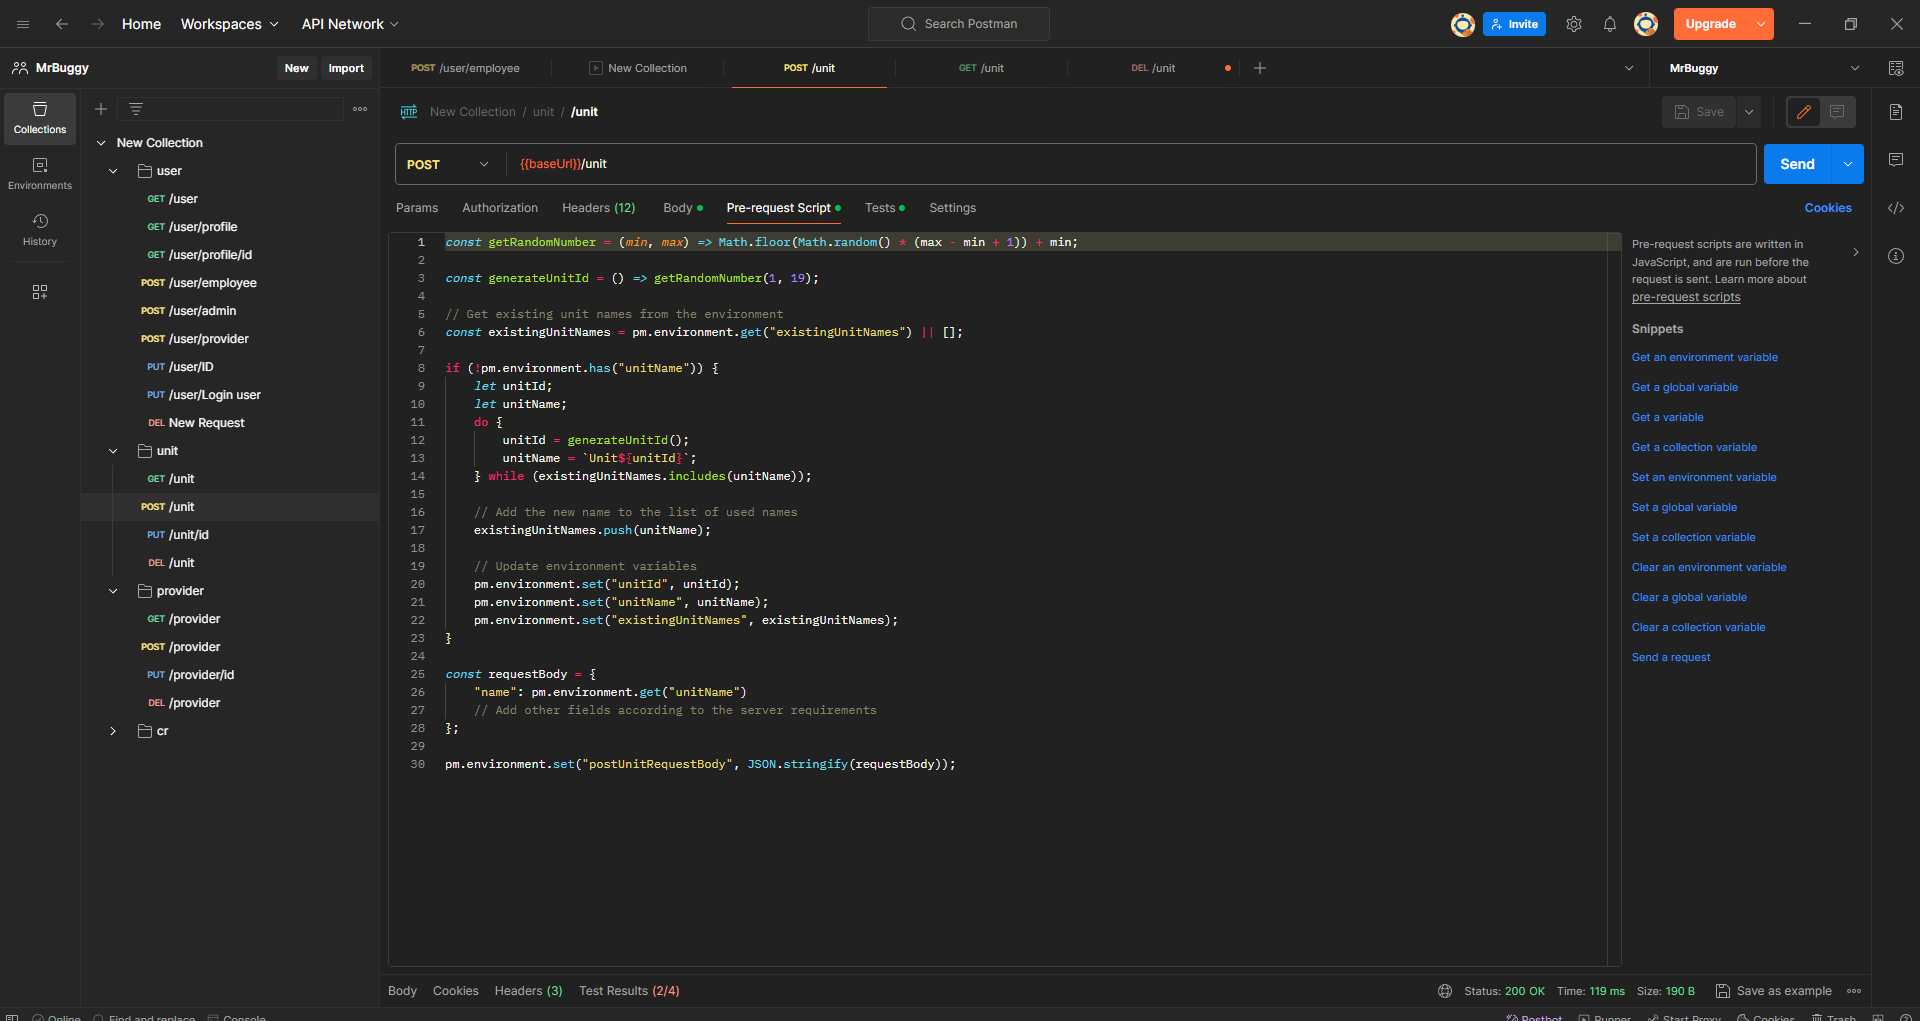 Home
Workspaces
API Network
Search Postman
Invite
Upgrade
MrBuggy
New
Import
POST /user/employee
New Collection
POST /unit
GET /unit
DEL /unit
MrBuggy
Collections
Environments
History
New Collection
user
GET /user
GET /user/profile
GET /user/profile/id
POST /user/employee
POST /user/admin
POST /user/provider
PUT /user/ID
PUT /user/Login user
DEL New Request
unit
GET /unit
POST /unit
PUT /unit/id
DEL /unit
provider
GET /provider
POST /provider
PUT /provider/id
DEL /provider
cr
HTTP New Collection / unit / /unit
Save
POST {{baseUrl}}/unit
Send
Params Authorization Headers (12) Body Pre-request Script Tests Settings
Cookies
1 const getRandomNumber = (min, max) => Math.floor(Math.random() * (max - min + 1)) + min;
2
3 const generateUnitId = () => getRandomNumber(1, 19);
4
5 // Get existing unit names from the environment
6 const existingUnitNames = pm.environment.get("existingUnitNames") || [];
7
8 if (!pm.environment.has("unitName")) {
9 let unitId;
10 let unitName;
11 do {
12 unitId = generateUnitId();
13 unitName = `Unit${unitId}`;
14 } while (existingUnitNames.includes(unitName));
15
16 // Add the new name to the list of used names
17 existingUnitNames.push(unitName);
18
19 // Update environment variables
20 pm.environment.set("unitId", unitId);
21 pm.environment.set("unitName", unitName);
22 pm.environment.set("existingUnitNames", existingUnitNames);
23 }
24
25 const requestBody = {
26 "name": pm.environment.get("unitName")
27 // Add other fields according to the server requirements
28 };
29
30 pm.environment.set("postUnitRequestBody", JSON.stringify(requestBody));
Pre-request scripts are written in
JavaScript, and are run before the
request is sent. Learn more about
pre-request scripts
Snippets
Get an environment variable
Get a global variable
Get a variable
Get a collection variable
Set an environment variable
Set a global variable
Set a collection variable
Clear an environment variable
Clear a global variable
Clear a collection variable
Send a request
Body Cookies Headers (3) Test Results (2/4)
Status: 200 OK Time: 119 ms Size: 190 B Save as example
Online Find and replace Console
Postbot Runner Start Proxy Cookies Trash